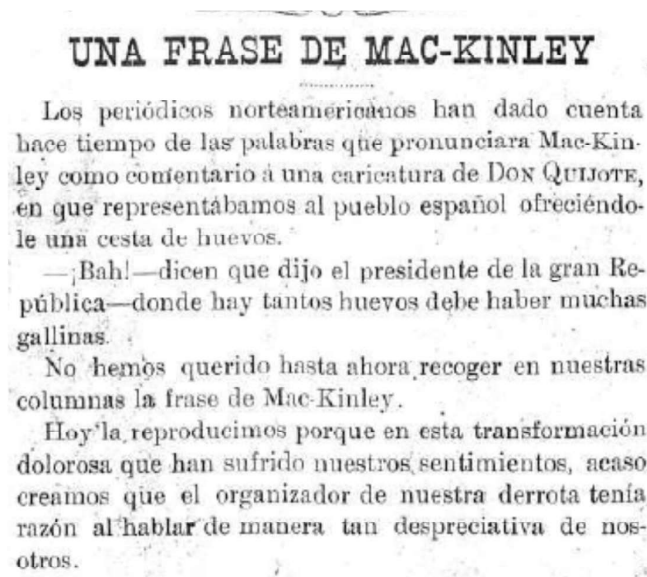 UNA FRASE DE MAC-KINLEY
Los periódicos norteamericanos han dado cuenta
hace tiempo de las palabras que pronunciara Mac-Kin-
ley como comentario á una caricatura de DON QUIJOTE,
en que representábamos al pueblo español ofreciéndo-
le una cesta de huevos.
—¡Bah!—dicen que dijo el presidente de la gran Re-
pública—donde hay tantos huevos debe haber muchas
gallinas.
No hemos querido hasta ahora recoger en nuestras
columnas la frase de Mac-Kinley.
Hoy la reproducimos porque en esta transformación
dolorosa que han sufrido nuestros sentimientos, acaso
creamos que el organizador de nuestra derrota tenía
razón al hablar de manera tan despreciativa de nos-
otros.